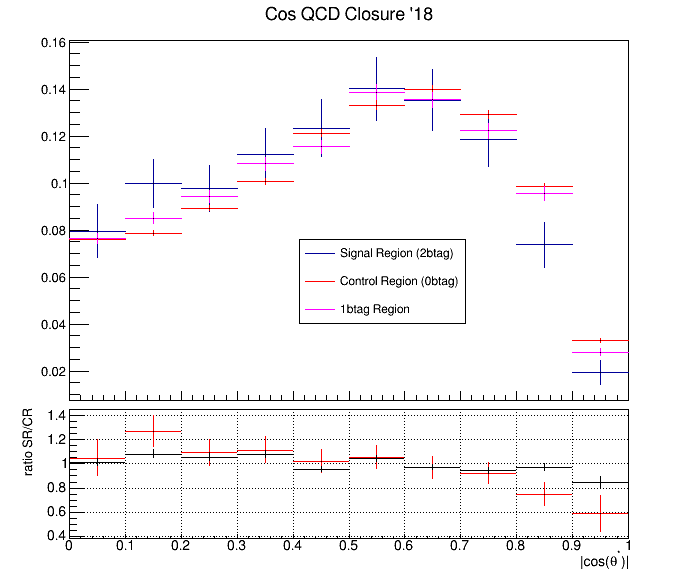 Cos QCD Closure '18
0.16
0.14
0.12
0.1
0.08
0.06
0.04
0.02
Signal Region (2btag)
Control Region (0btag)
1btag Region
ratio SR/CR
1.4
1.2
1
0.8
0.6
0.4
0 0.1 0.2 0.3 0.4 0.5 0.6 0.7 0.8 0.9 1
|cos(θ*)|